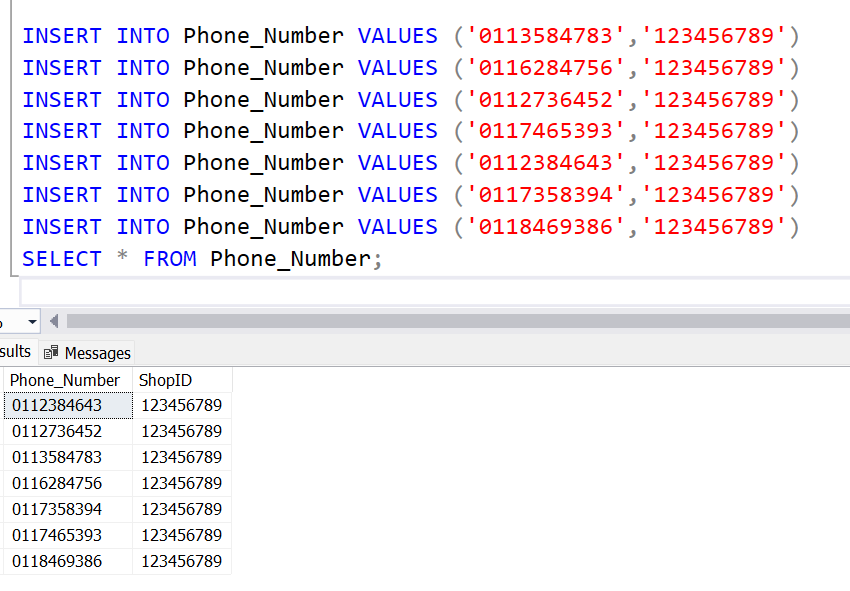 INSERT INTO Phone_Number VALUES ('0113584783','123456789')
INSERT INTO Phone_Number VALUES ('0116284756','123456789')
INSERT INTO Phone_Number VALUES ('0112736452','123456789')
INSERT INTO Phone_Number VALUES ('0117465393','123456789')
INSERT INTO Phone_Number VALUES ('0112384643','123456789')
INSERT INTO Phone_Number VALUES ('0117358394','123456789')
INSERT INTO Phone_Number VALUES ('0118469386','123456789')
SELECT * FROM Phone_Number;
sults Messages
Phone_Number ShopID
0112384643 123456789
0112736452 123456789
0113584783 123456789
0116284756 123456789
0117358394 123456789
0117465393 123456789
0118469386 123456789